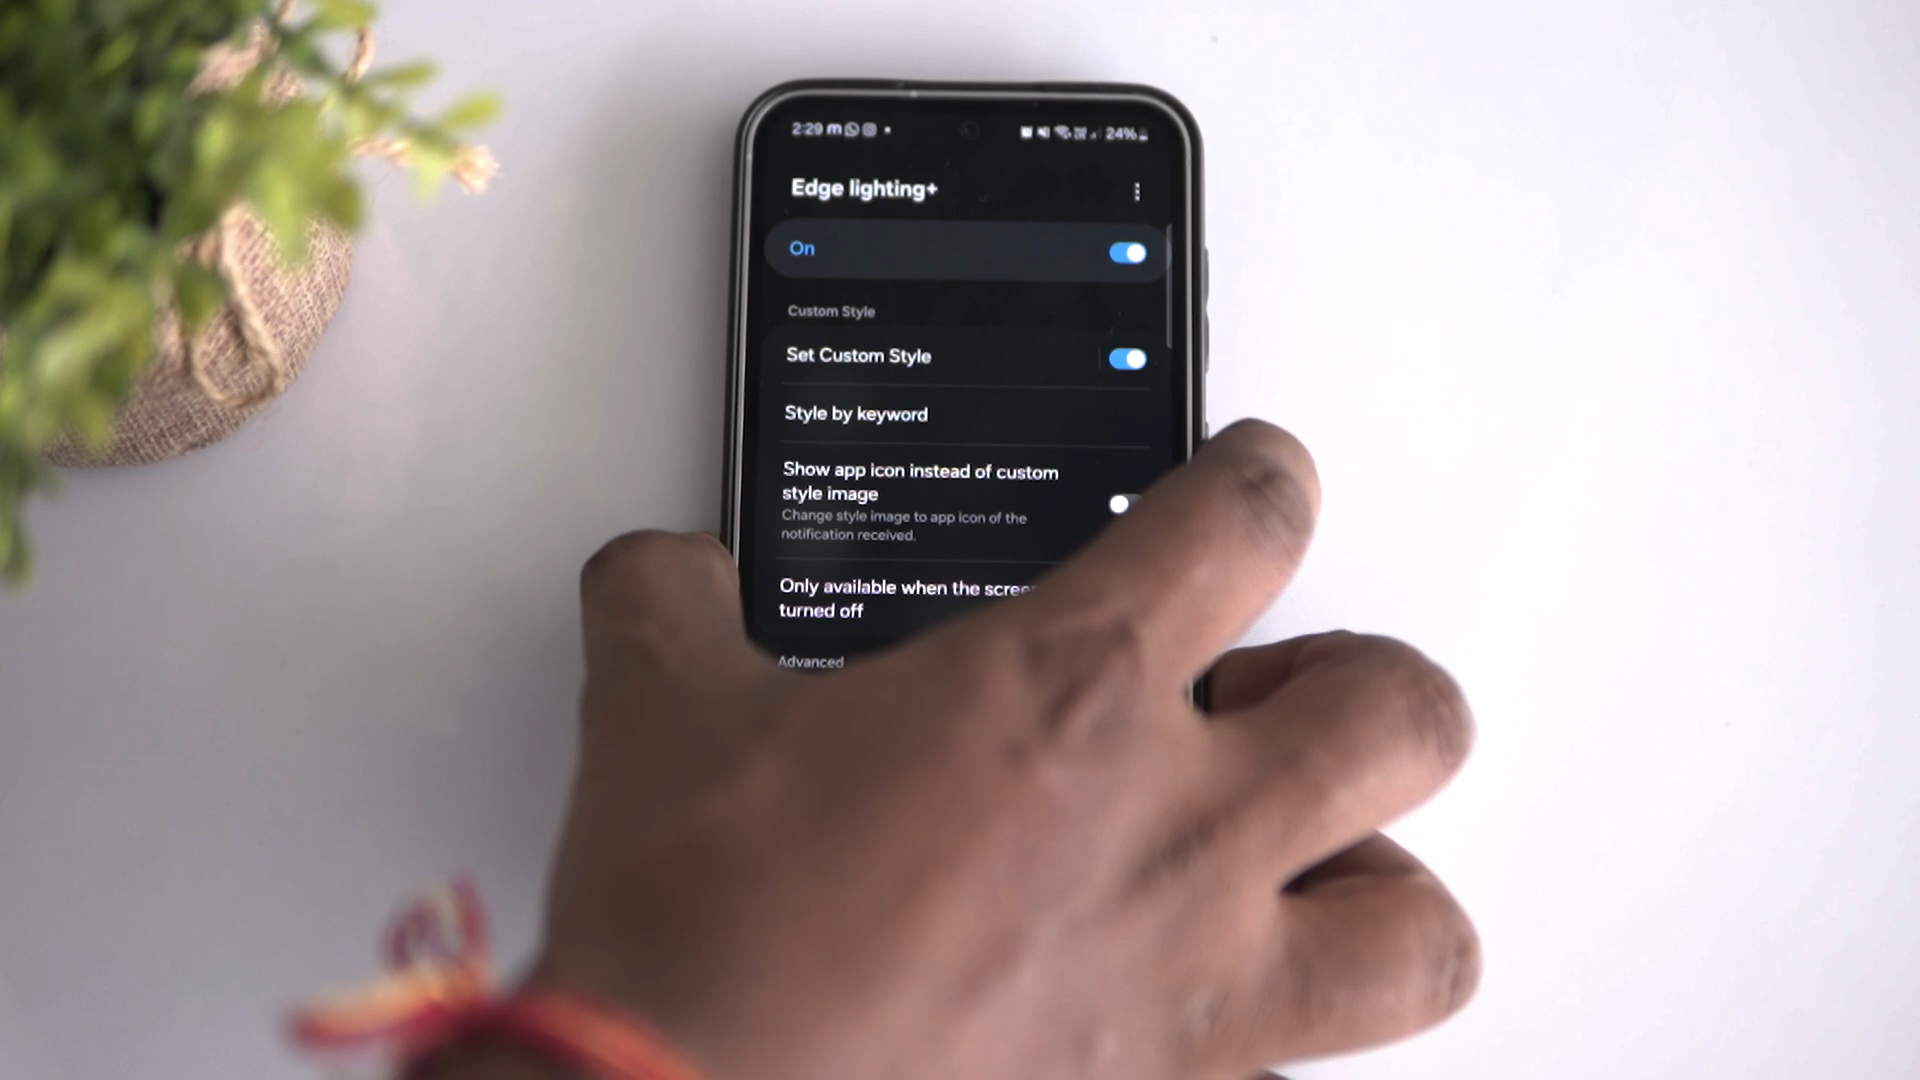 2:29
24%
Edge lighting+
On
Custom Style
Set Custom Style
Style by keyword
Show app icon instead of custom
style image
Change style image to app icon of the
notification received.
Only available when the
turned off
Advanced